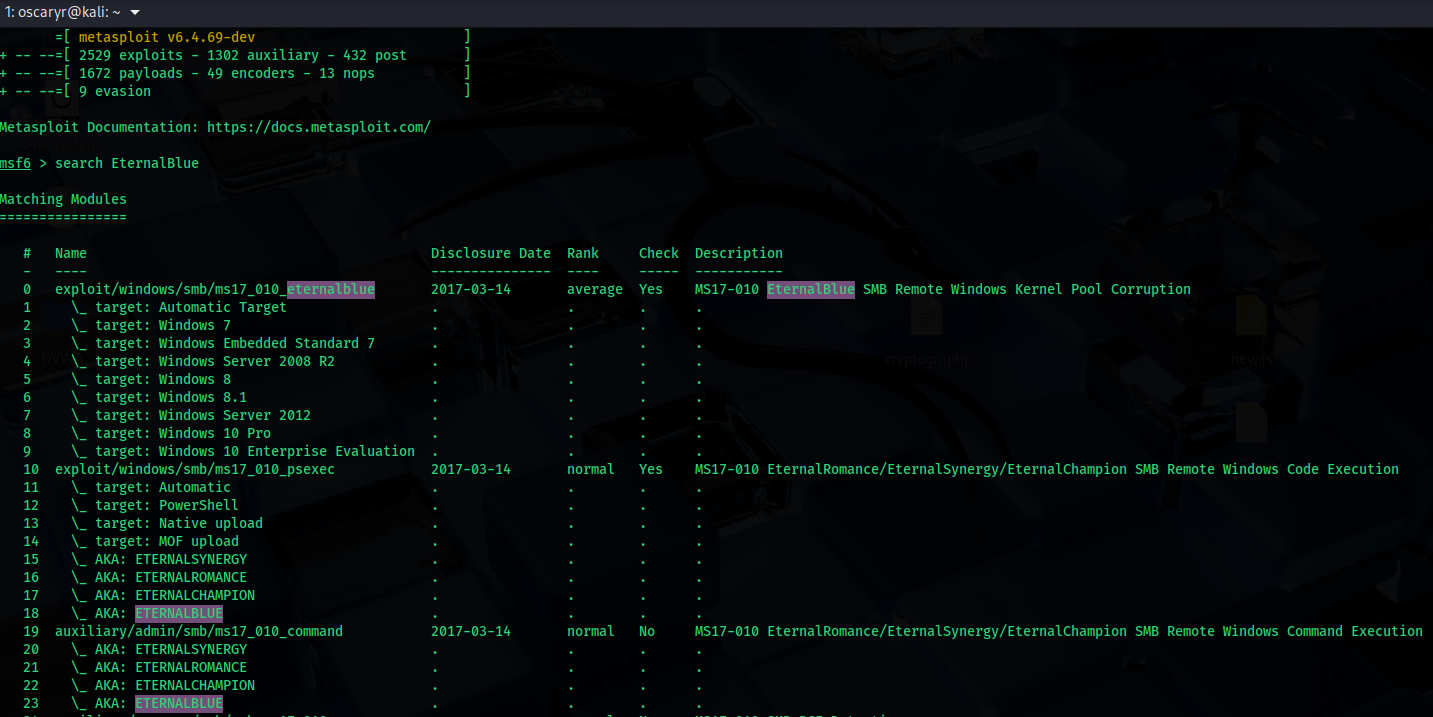 1: oscaryr@kali: ~
=[ metasploit v6.4.69-dev ]
+ -- --=[ 2529 exploits - 1302 auxiliary - 432 post ]
+ -- --=[ 1672 payloads - 49 encoders - 13 nops ]
+ -- --=[ 9 evasion ]
Metasploit Documentation: https://docs.metasploit.com/
msf6 > search EternalBlue
Matching Modules
================
# Name Disclosure Date Rank Check Description
- ---- --------------- ---- ----- -----------
0 exploit/windows/smb/ms17_010_eternalblue 2017-03-14 average Yes MS17-010 EternalBlue SMB Remote Windows Kernel Pool Corruption
1 \_ target: Automatic Target . . . .
2 \_ target: Windows 7 . . . .
3 \_ target: Windows Embedded Standard 7 . . . .
4 \_ target: Windows Server 2008 R2 . . . .
5 \_ target: Windows 8 . . . .
6 \_ target: Windows 8.1 . . . .
7 \_ target: Windows Server 2012 . . . .
8 \_ target: Windows 10 Pro . . . .
9 \_ target: Windows 10 Enterprise Evaluation . . . .
10 exploit/windows/smb/ms17_010_psexec 2017-03-14 normal Yes MS17-010 EternalRomance/EternalSynergy/EternalChampion SMB Remote Windows Code Execution
11 \_ target: Automatic . . . .
12 \_ target: PowerShell . . . .
13 \_ target: Native upload . . . .
14 \_ target: MOF upload . . . .
15 \_ AKA: ETERNALSYNERGY . . . .
16 \_ AKA: ETERNALROMANCE . . . .
17 \_ AKA: ETERNALCHAMPION . . . .
18 \_ AKA: ETERNALBLUE . . . .
19 auxiliary/admin/smb/ms17_010_command 2017-03-14 normal No MS17-010 EternalRomance/EternalSynergy/EternalChampion SMB Remote Windows Command Execution
20 \_ AKA: ETERNALSYNERGY . . . .
21 \_ AKA: ETERNALROMANCE . . . .
22 \_ AKA: ETERNALCHAMPION . . . .
23 \_ AKA: ETERNALBLUE . . . .
File System
cryptography
new.js